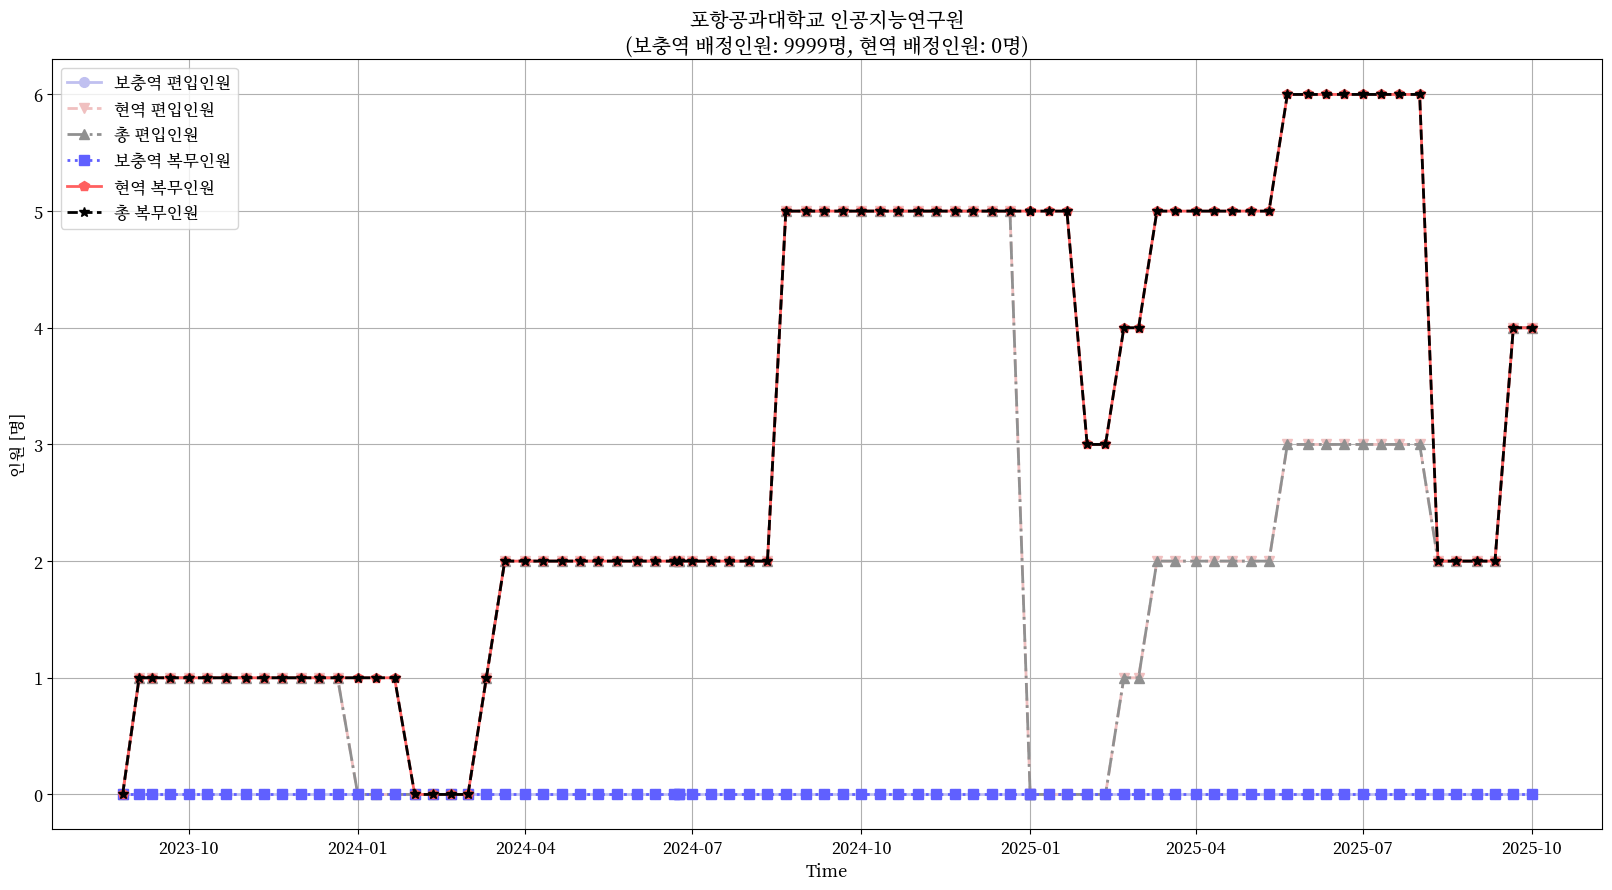 포항공과대학교 인공지능연구원
(보충역 배정인원: 9999명, 현역 배정인원: 0명)
보충역 편입인원
현역 편입인원
총 편입인원
보충역 복무인원
현역 복무인원
총 복무인원
인원 [명]
6
5
4
3
2
1
0
2023-10
2024-01
2024-04
2024-07
2024-10
2025-01
2025-04
2025-07
2025-10
Time